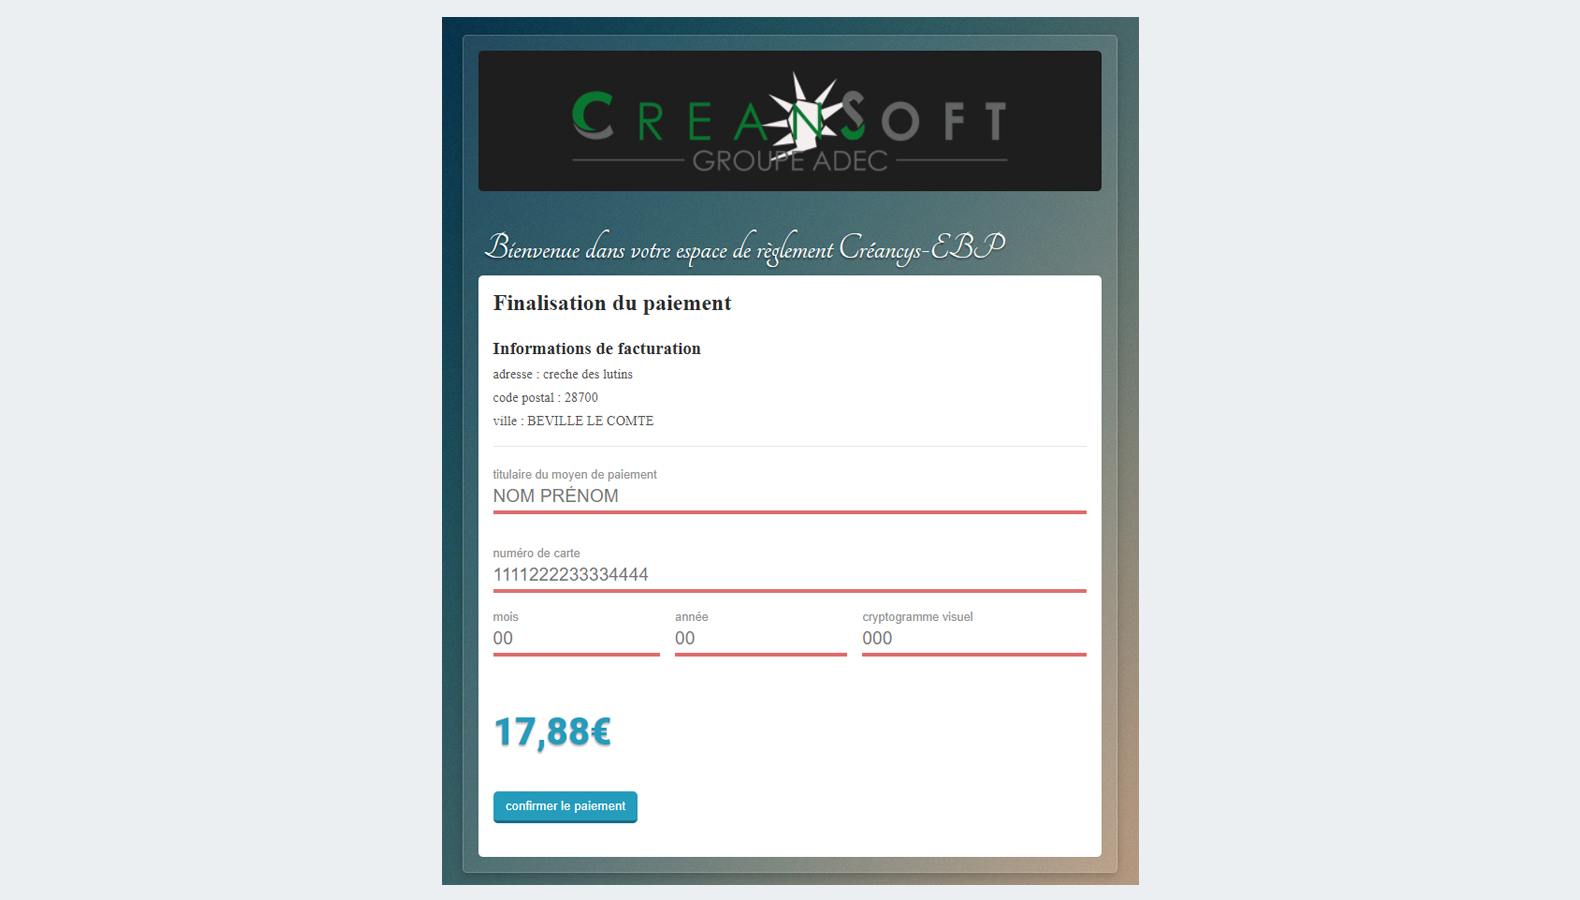 CREANSOFT
GROUPE ADEC
Bienvenue dans votre espace de règlement Créancys-EBP
Finalisation du paiement
Informations de facturation
adresse : creche des lutins
code postal : 28700
ville : BEVILLE LE COMTE
titulaire du moyen de paiement
NOM PRÉNOM
numéro de carte
1111222233334444
mois année cryptogramme visuel
00 00 000
17,88€
confirmer le paiement